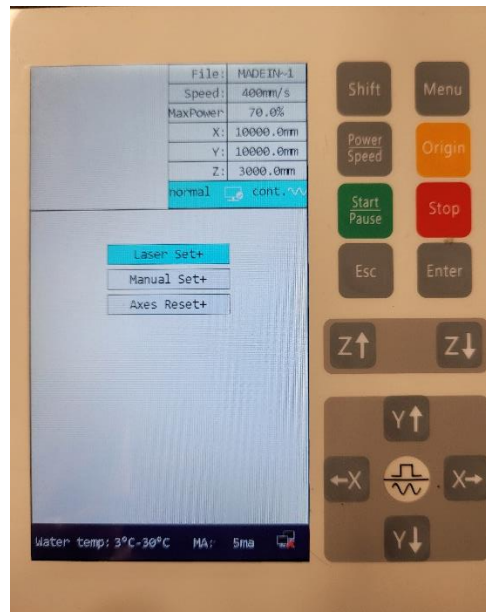 File: MADEIN~1
Speed: 400mm/s
MaxPower 70.0%
X: 10000.0mm
Y: 10000.0mm
Z: 3000.0mm
normal cont.
Laser Set+
Manual Set+
Axes Reset+
Water temp: 3°C-30°C MA: 5ma
Shift Menu
Power
Speed
Origin
Start
Pause
Stop
Esc Enter
Z↑ Z↓
Y↑
←X X→
Y↓